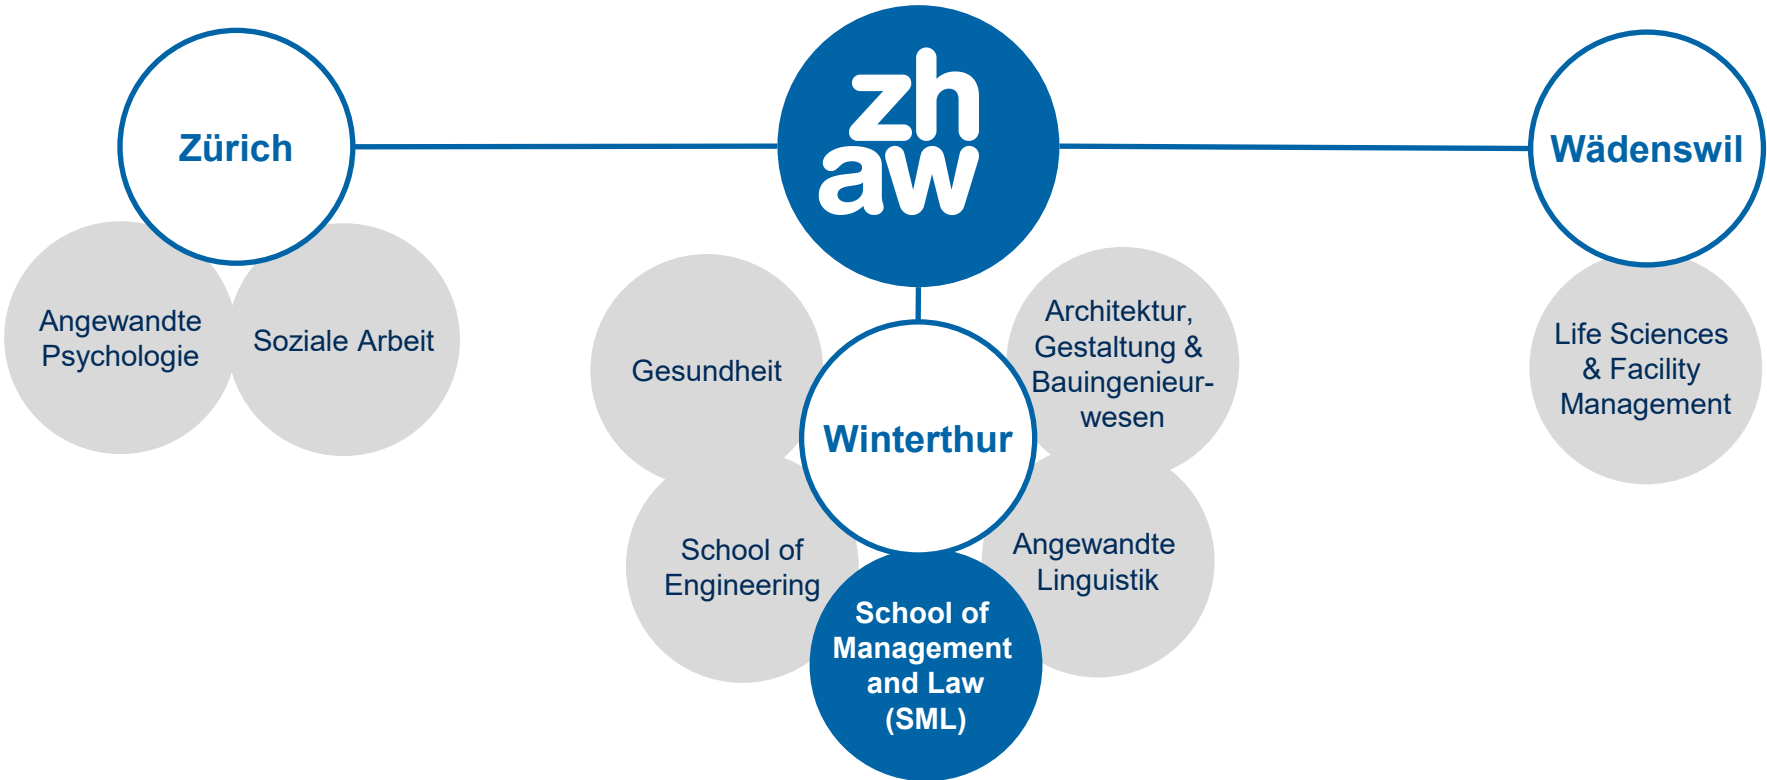 zh
aw
Zürich
Wädenswil
Angewandte
Psychologie
Soziale Arbeit
Gesundheit
Architektur,
Gestaltung &
Bauingenieur-
wesen
Life Sciences
& Facility
Management
Winterthur
School of
Engineering
Angewandte
Linguistik
School of
Management
and Law
(SML)